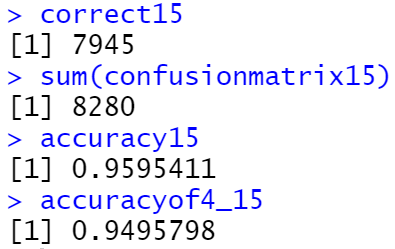 > correct15
[1] 7945
> sum(confusionmatrix15)
[1] 8280
> accuracy15
[1] 0.9595411
> accuracyof4_15
[1] 0.9495798